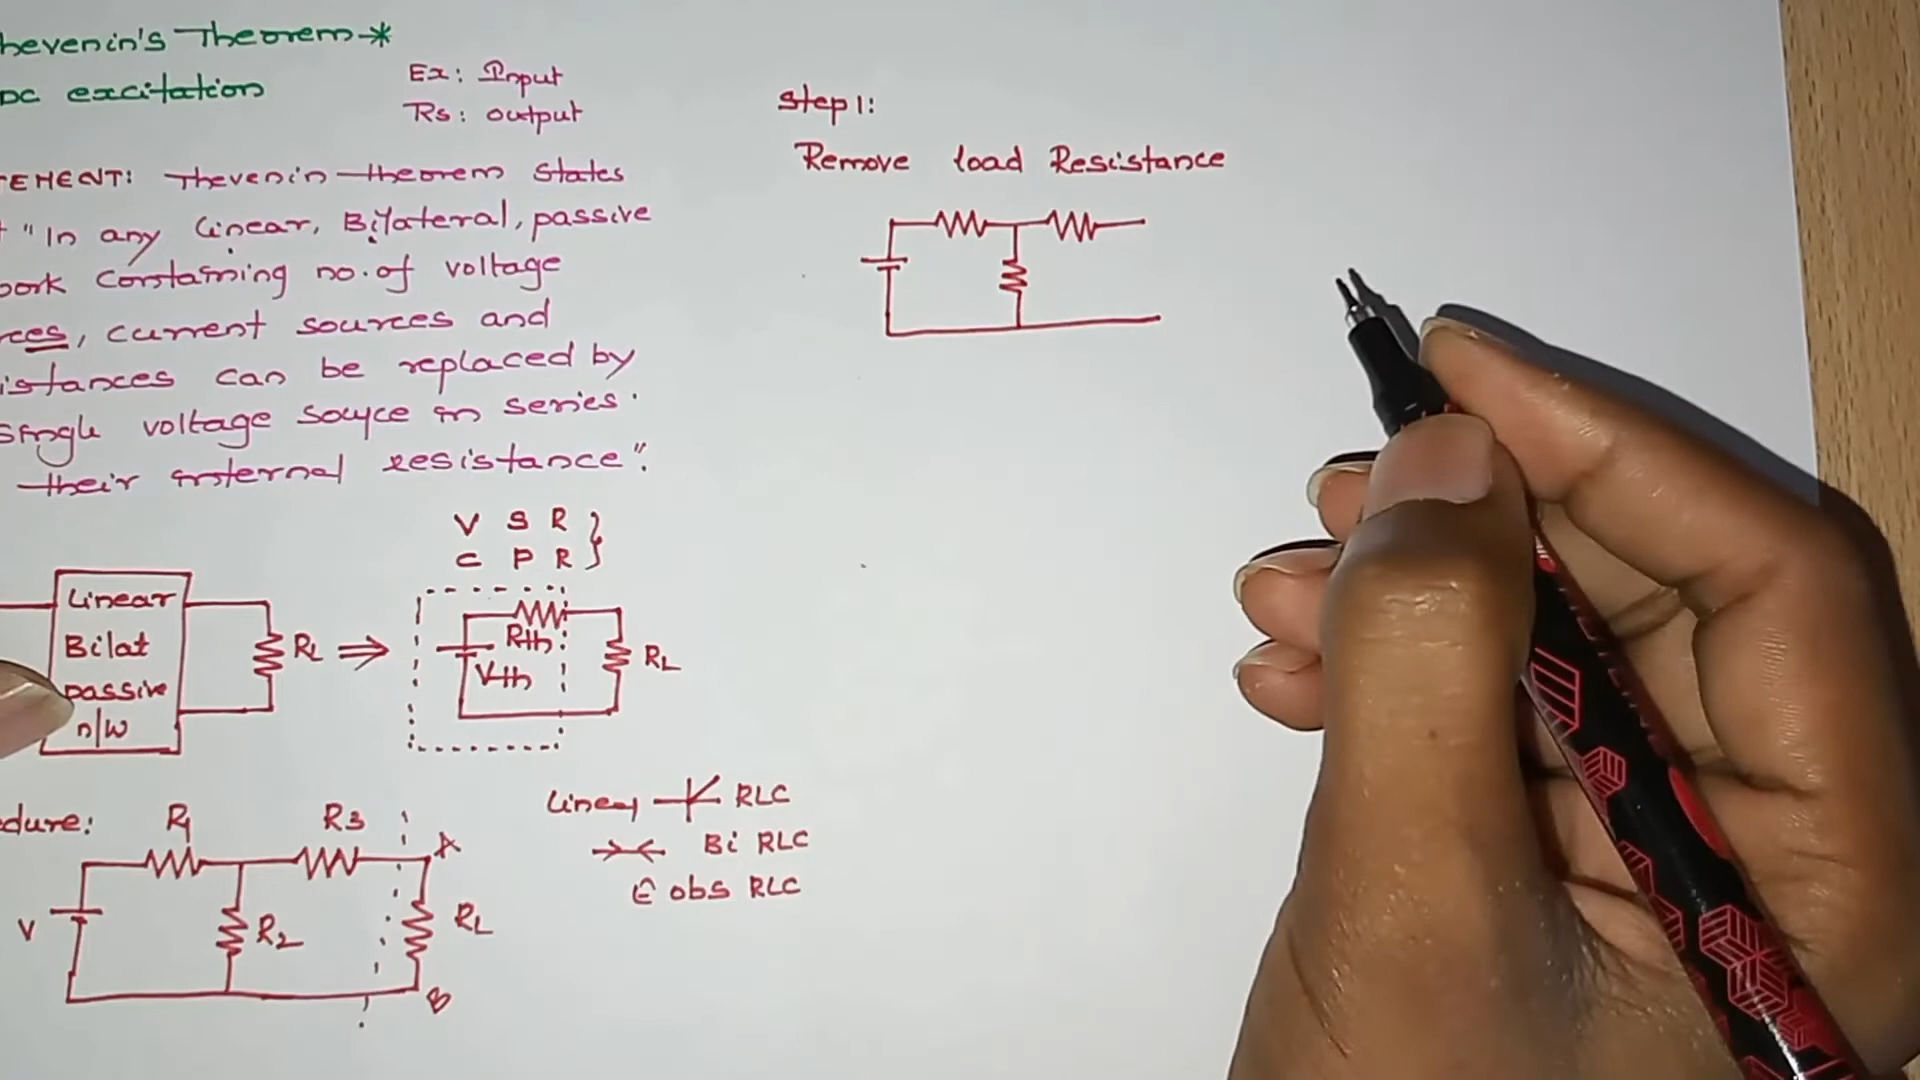 hevenin's Theorem *
DC excitation
Ex: Input
Rs: output
EMENT: Thevenin theorem states
"In any Linear, Bilateral, passive
work containing no. of voltage
rces, current sources and
istances can be replaced by
single voltage source in series
their internal resistance".
V S R
C P R
Linear
Bilat
passive
n/w
RL
Rth
Vth
RL
edure:
R1
R3
A
V
R2
RL
B
Linear RLC
Bi RLC
obs RLC
Step 1:
Remove load Resistance